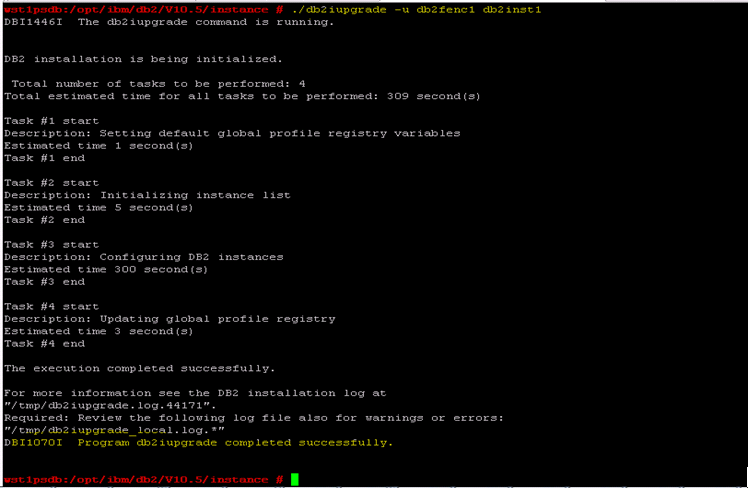 wst1psdb:/opt/ibm/db2/V10.5/instance # ./db2iupgrade -u db2fenc1 db2inst1
DBI1446I  The db2iupgrade command is running.
DB2 installation is being initialized.
Total number of tasks to be performed: 4
Total estimated time for all tasks to be performed: 309 second(s)
Task #1 start
Description: Setting default global profile registry variables
Estimated time 1 second(s)
Task #1 end
Task #2 start
Description: Initializing instance list
Estimated time 5 second(s)
Task #2 end
Task #3 start
Description: Configuring DB2 instances
Estimated time 300 second(s)
Task #3 end
Task #4 start
Description: Updating global profile registry
Estimated time 3 second(s)
Task #4 end
The execution completed successfully.
For more information see the DB2 installation log at
"/tmp/db2iupgrade.log.44171".
Required: Review the following log file also for warnings or errors:
"/tmp/db2iupgrade_local.log.*"
DBI1070I  Program db2iupgrade completed successfully.
wst1psdb:/opt/ibm/db2/V10.5/instance #